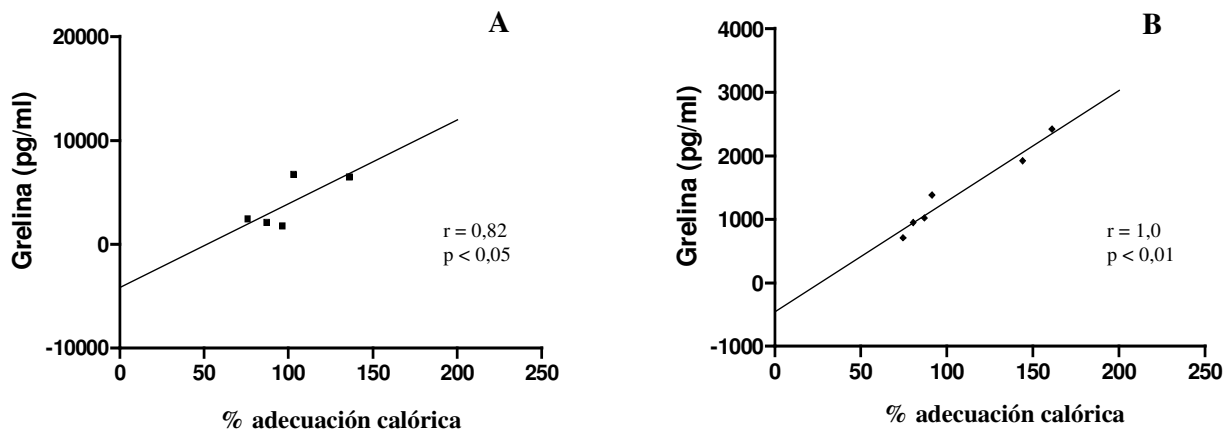 A
20000
10000
0
-10000
Grelina (pg/ml)
r = 0,82
p < 0,05
0 50 100 150 200 250
% adecuación calórica
B
4000
3000
2000
1000
0
-1000
Grelina (pg/ml)
r = 1,0
p < 0,01
0 50 100 150 200 250
% adecuación calórica